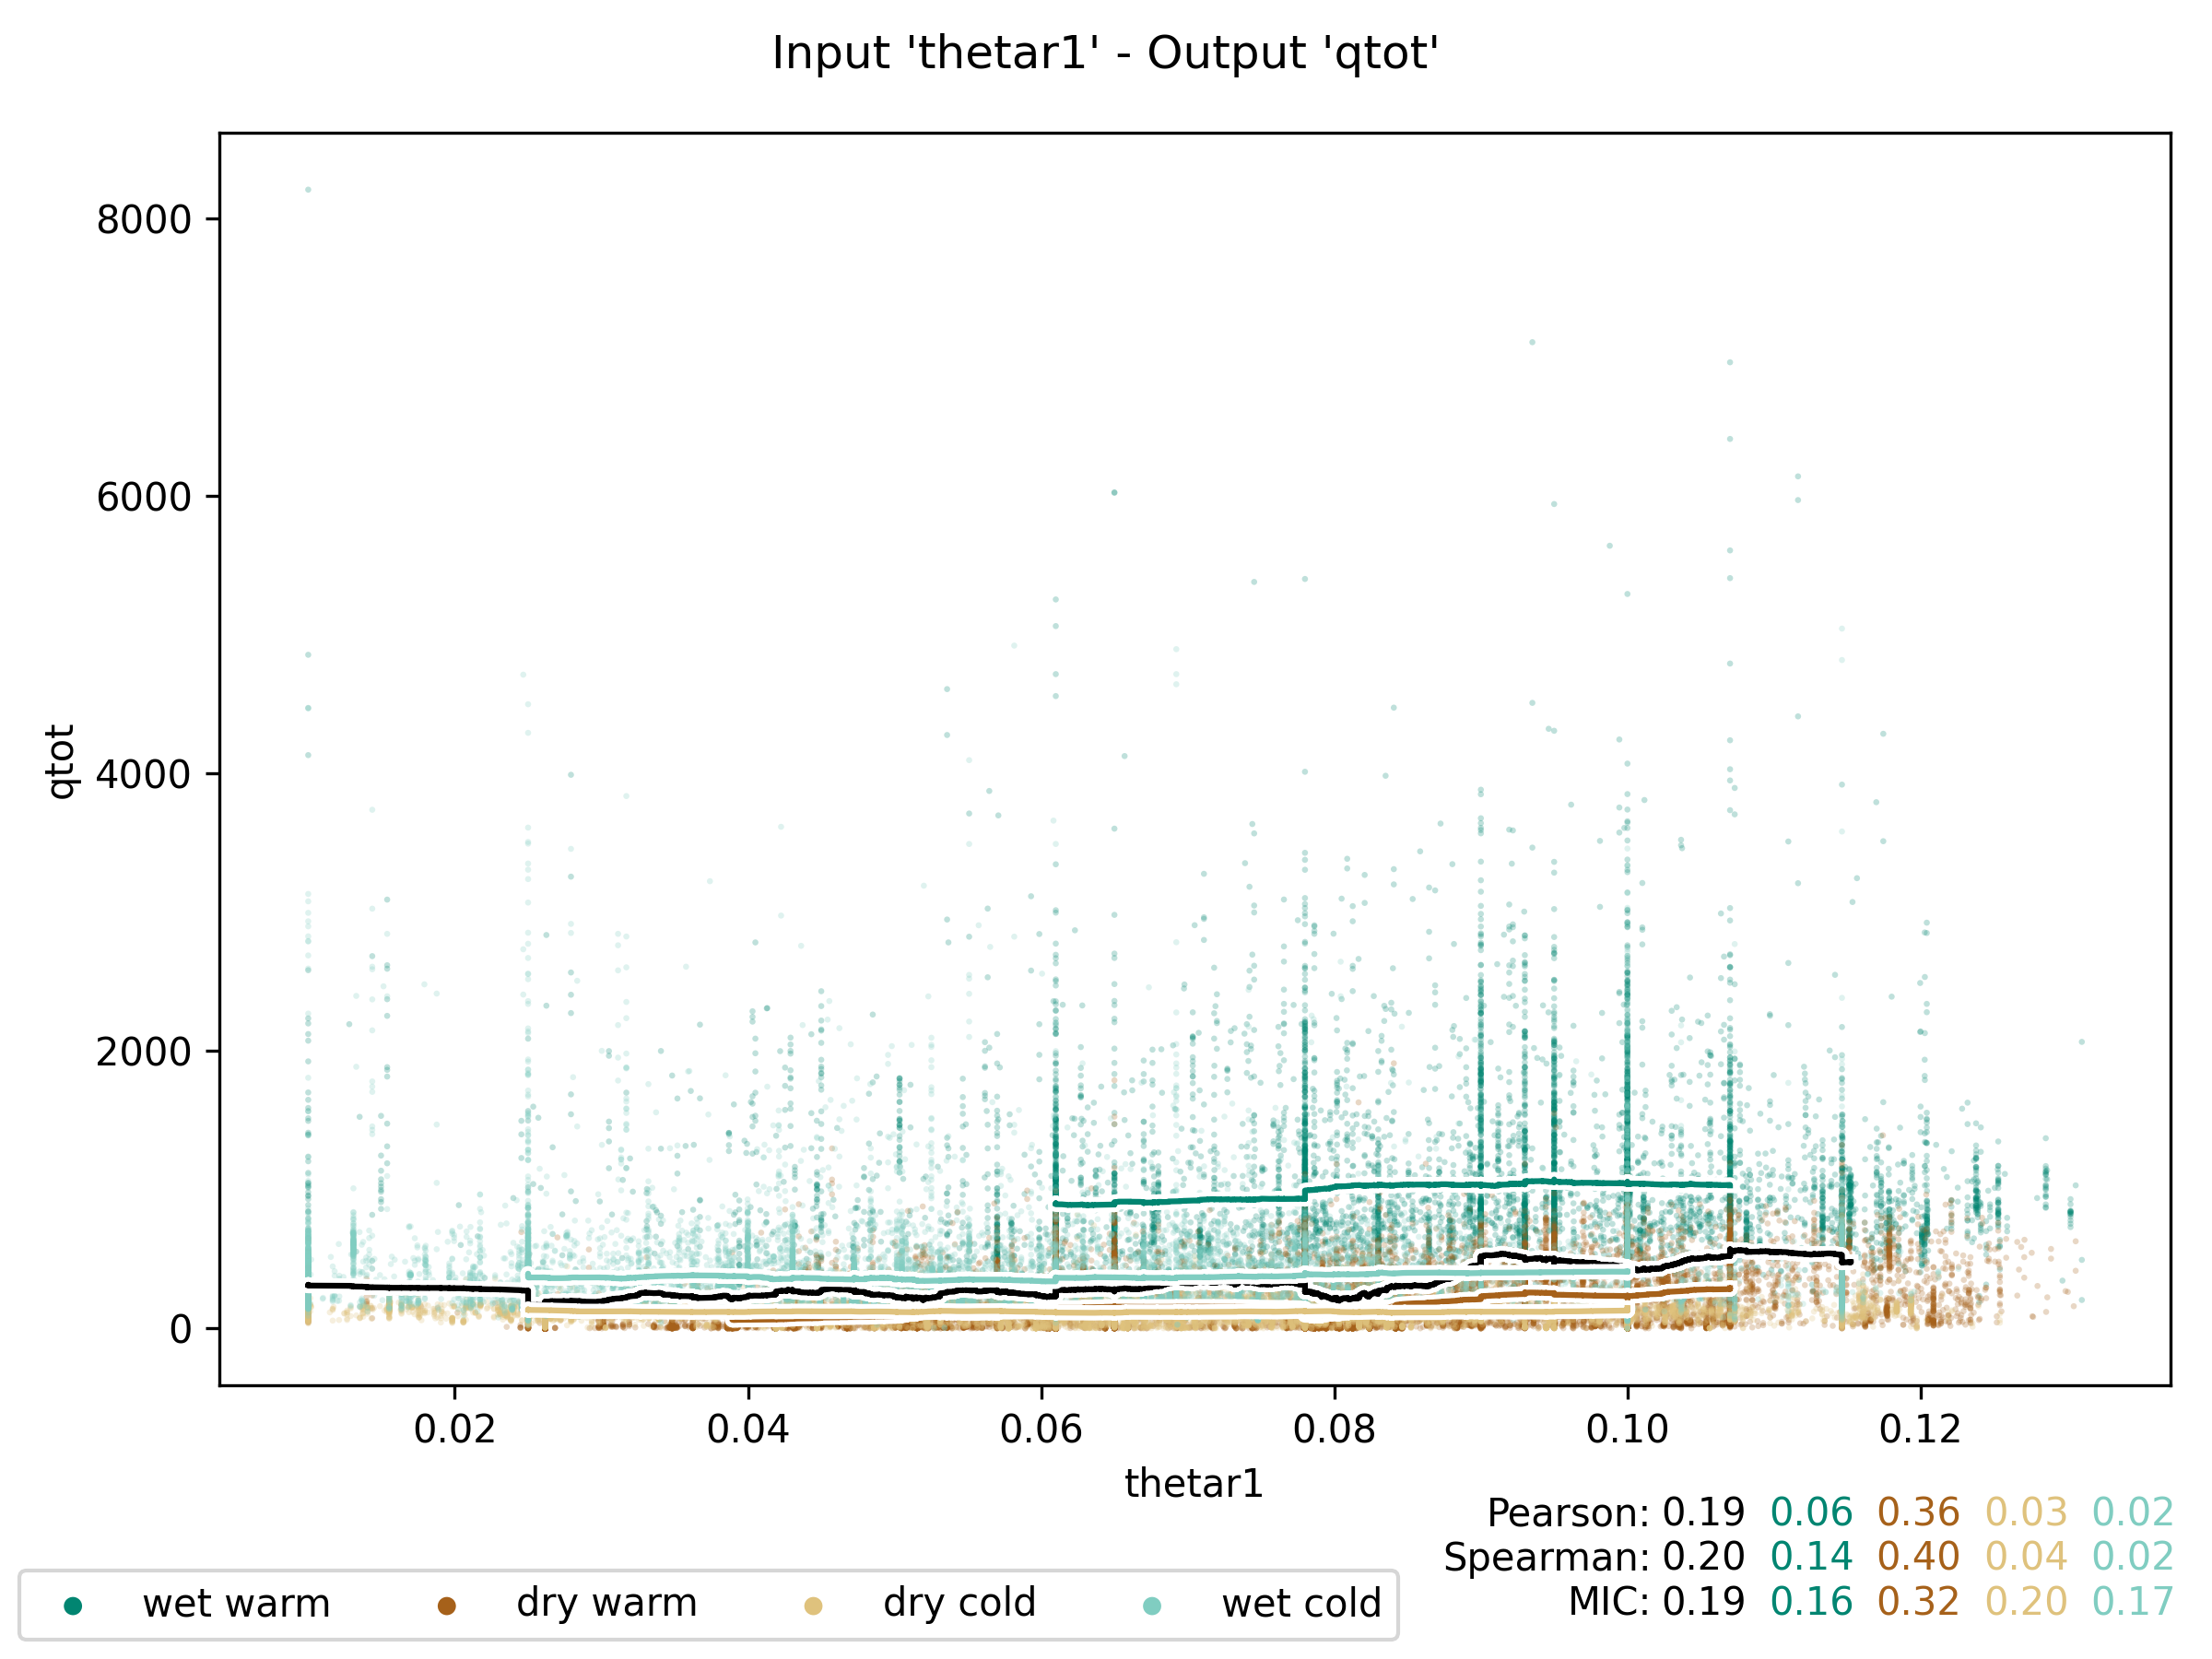 Input 'thetar1' - Output 'qtot'
8000
6000
4000
2000
0
qtot
0.02 0.04 0.06 0.08 0.10 0.12
thetar1
Pearson: 0.19 0.06 0.36 0.03 0.02
Spearman: 0.20 0.14 0.40 0.04 0.02
MIC: 0.19 0.16 0.32 0.20 0.17
wet warm dry warm dry cold wet cold